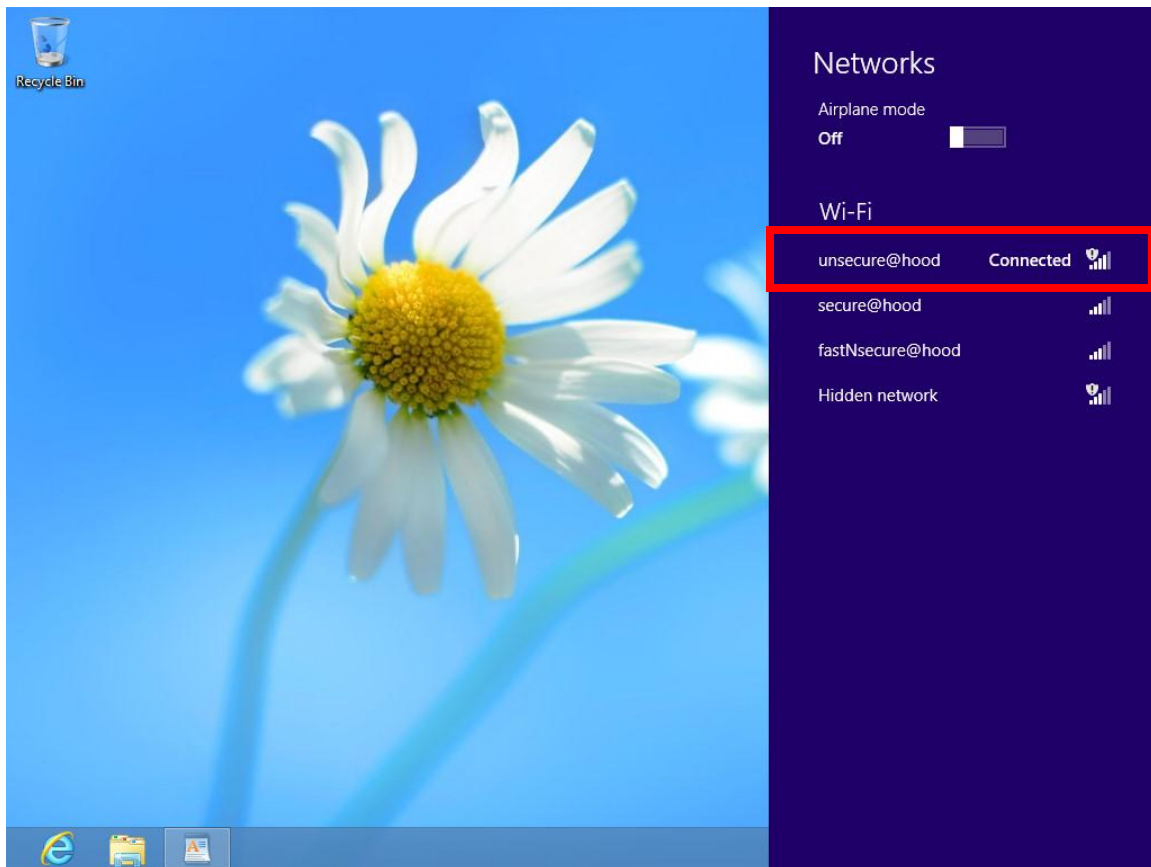 Recycle Bin
Networks
Airplane mode
Off
Wi-Fi
unsecure@hood Connected
secure@hood
fastNsecure@hood
Hidden network